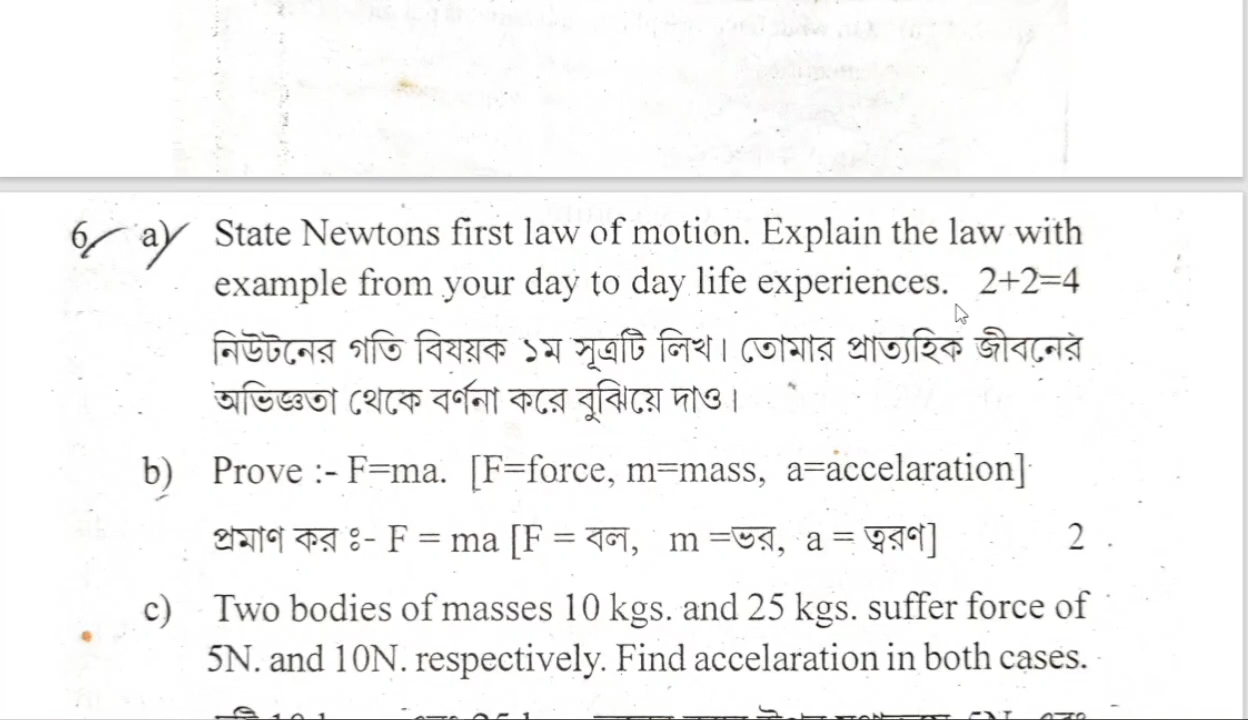 6 a) State Newtons first law of motion. Explain the law with
example from your day to day life experiences. 2+2=4
নিউটনের গতি বিষয়ক ১ম সূত্রটি লিখ। তোমার প্রাত্যহিক জীবনের
অভিজ্ঞতা থেকে বর্ণনা করে বুঝিয়ে দাও।
b) Prove :- F=ma. [F=force, m=mass, a=accelaration]
প্রমাণ কর ঃ- F = ma [F = বল, m =ভর, a = ত্বরণ] 2
c) Two bodies of masses 10 kgs. and 25 kgs. suffer force of
5N. and 10N. respectively. Find accelaration in both cases.